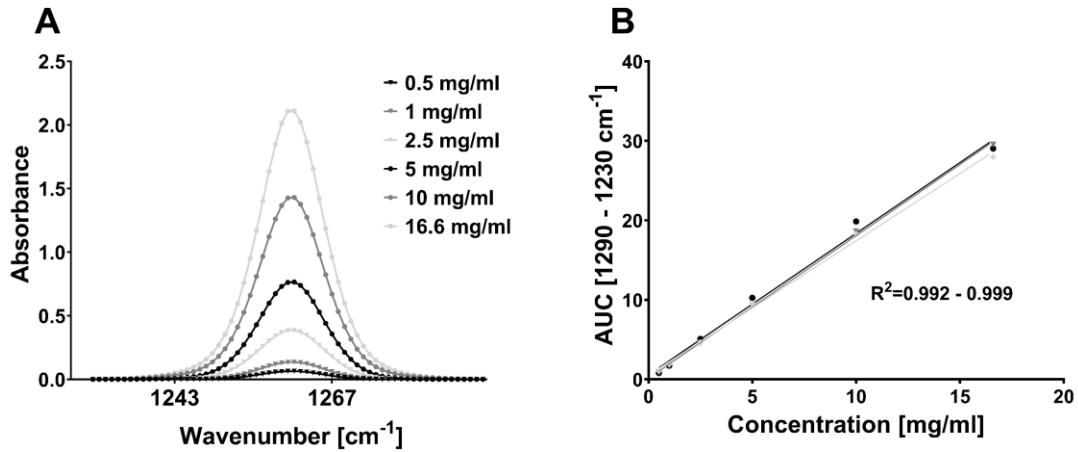 A
Absorbance
2.5
2.0
1.5
1.0
0.5
0.0
1243
1267
Wavenumber [cm⁻¹]
0.5 mg/ml
1 mg/ml
2.5 mg/ml
5 mg/ml
10 mg/ml
16.6 mg/ml
B
AUC [1290 - 1230 cm⁻¹]
40
30
20
10
0
R²=0.992 - 0.999
0
5
10
15
20
Concentration [mg/ml]